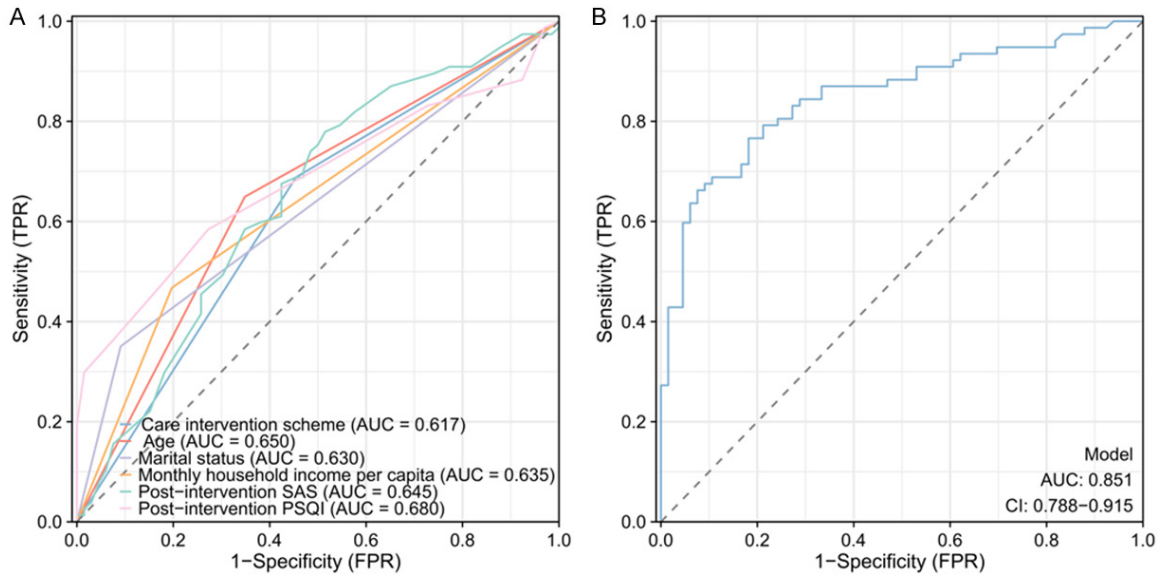 A
1.0
0.8
0.6
0.4
0.2
0.0
Sensitivity (TPR)
Care intervention scheme (AUC = 0.617)
Age (AUC = 0.650)
Marital status (AUC = 0.630)
Monthly household income per capita (AUC = 0.635)
Post−intervention SAS (AUC = 0.645)
Post−intervention PSQI (AUC = 0.680)
0.0 0.2 0.4 0.6 0.8 1.0
1−Specificity (FPR)
B
1.0
0.8
0.6
0.4
0.2
0.0
Sensitivity (TPR)
Model
AUC: 0.851
CI: 0.788−0.915
0.0 0.2 0.4 0.6 0.8 1.0
1−Specificity (FPR)